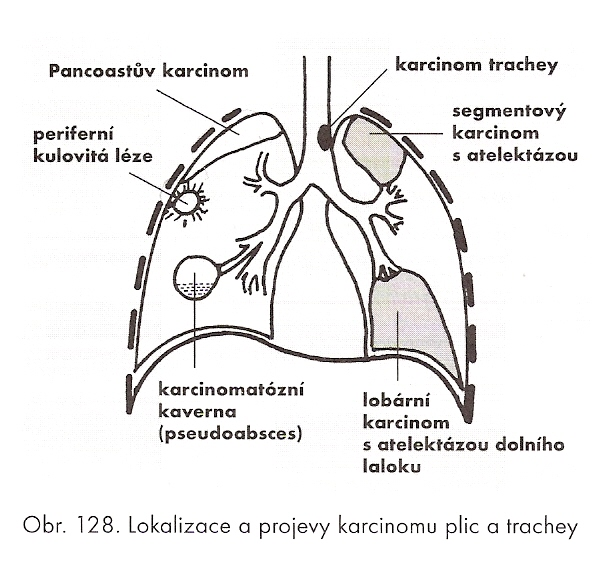 Pancoastův karcinom
karcinom trachey
segmentový
karcinom
s atelektázou
periferní
kulovitá léze
karcinomatózní
kaverna
(pseudoabsces)
lobární
karcinom
s atelektázou dolního
laloku
Obr. 128. Lokalizace a projevy karcinomu plic a trachey